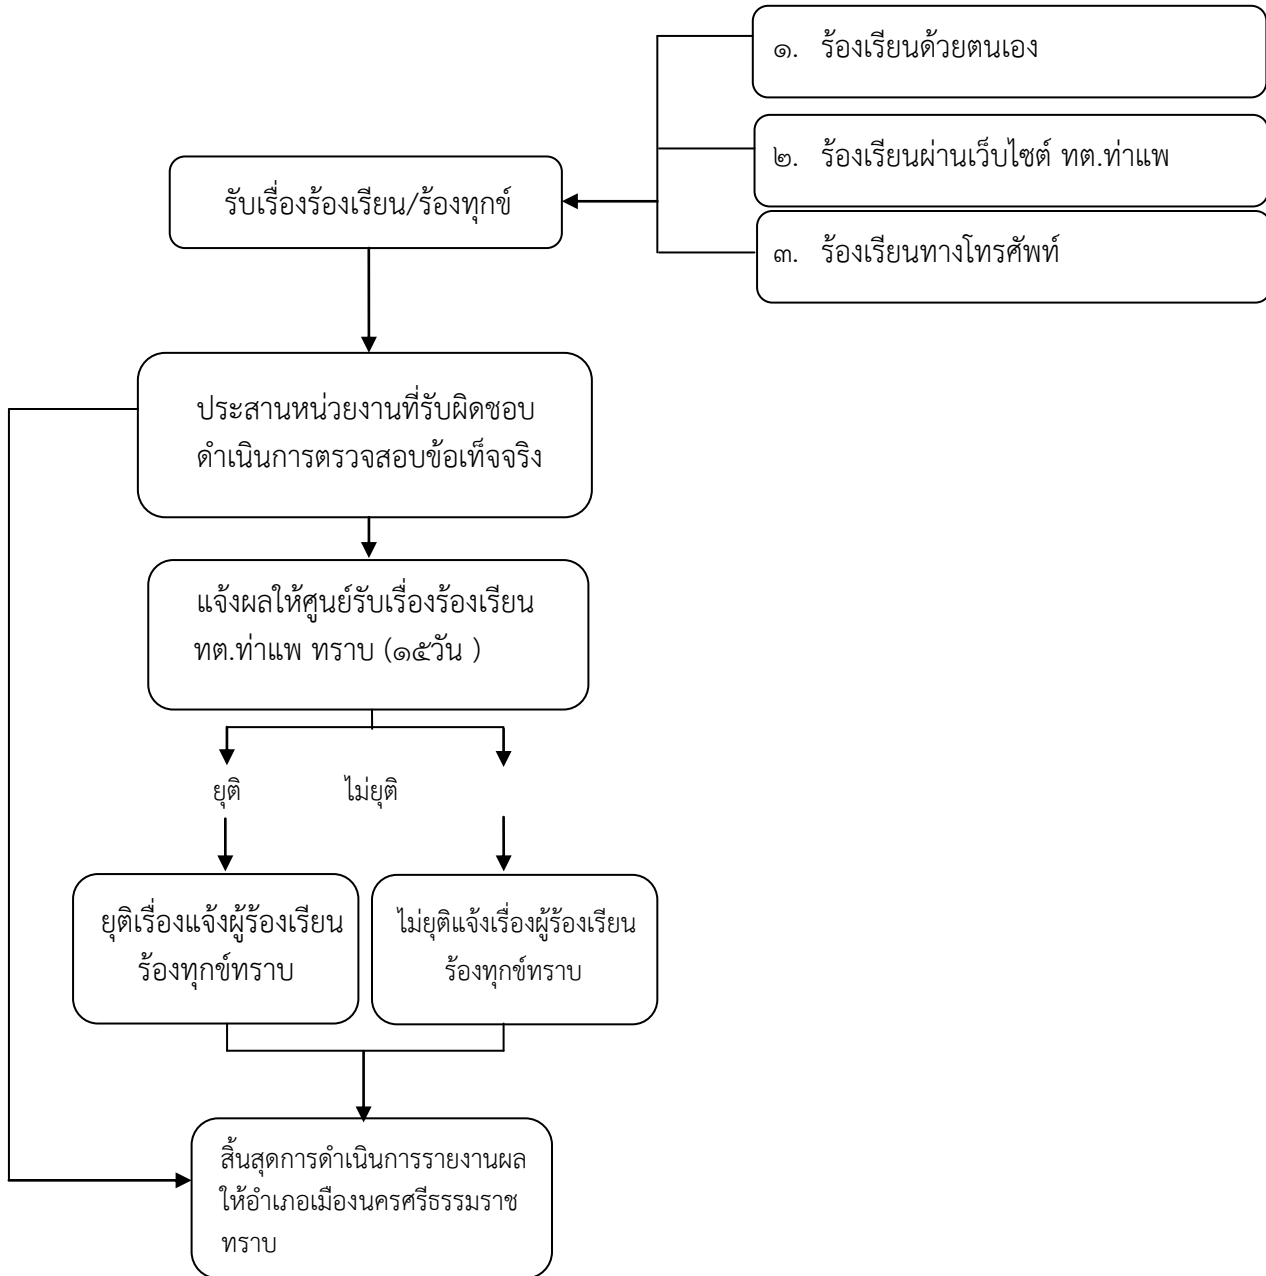 ๑. ร้องเรียนด้วยตนเอง
๒. ร้องเรียนผ่านเว็บไซต์ ทต.ท่าแพ
๓. ร้องเรียนทางโทรศัพท์
รับเรื่องร้องเรียน/ร้องทุกข์
ประสานหน่วยงานที่รับผิดชอบ
ดำเนินการตรวจสอบข้อเท็จจริง
แจ้งผลให้ศูนย์รับเรื่องร้องเรียน
ทต.ท่าแพ ทราบ (๑๕วัน )
ยุติ ไม่ยุติ
ยุติเรื่องแจ้งผู้ร้องเรียน
ร้องทุกข์ทราบ
ไม่ยุติแจ้งเรื่องผู้ร้องเรียน
ร้องทุกข์ทราบ
สิ้นสุดการดำเนินการรายงานผล
ให้อำเภอเมืองนครศรีธรรมราช
ทราบ